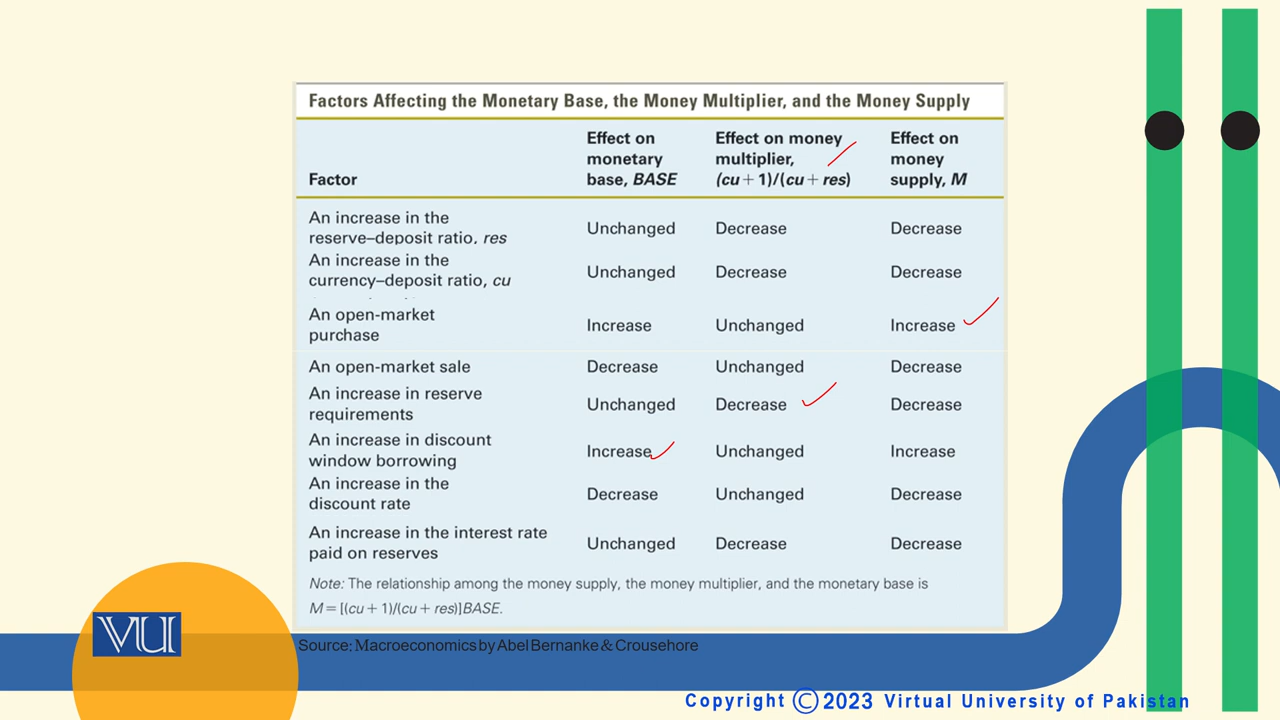 Factors Affecting the Monetary Base, the Money Multiplier, and the Money Supply
Factor
Effect on monetary base, BASE
Effect on money multiplier, (cu + 1)/(cu + res)
Effect on money supply, M
An increase in the reserve–deposit ratio, res
Unchanged Decrease Decrease
An increase in the currency–deposit ratio, cu
Unchanged Decrease Decrease
An open-market purchase
Increase Unchanged Increase
An open-market sale
Decrease Unchanged Decrease
An increase in reserve requirements
Unchanged Decrease Decrease
An increase in discount window borrowing
Increase Unchanged Increase
An increase in the discount rate
Decrease Unchanged Decrease
An increase in the interest rate paid on reserves
Unchanged Decrease Decrease
Note: The relationship among the money supply, the money multiplier, and the monetary base is
M = [(cu + 1)/(cu + res)]BASE.
VU
Source: Macroeconomics by Abel Bernanke & Crousehore
Copyright © 2023 Virtual University of Pakistan